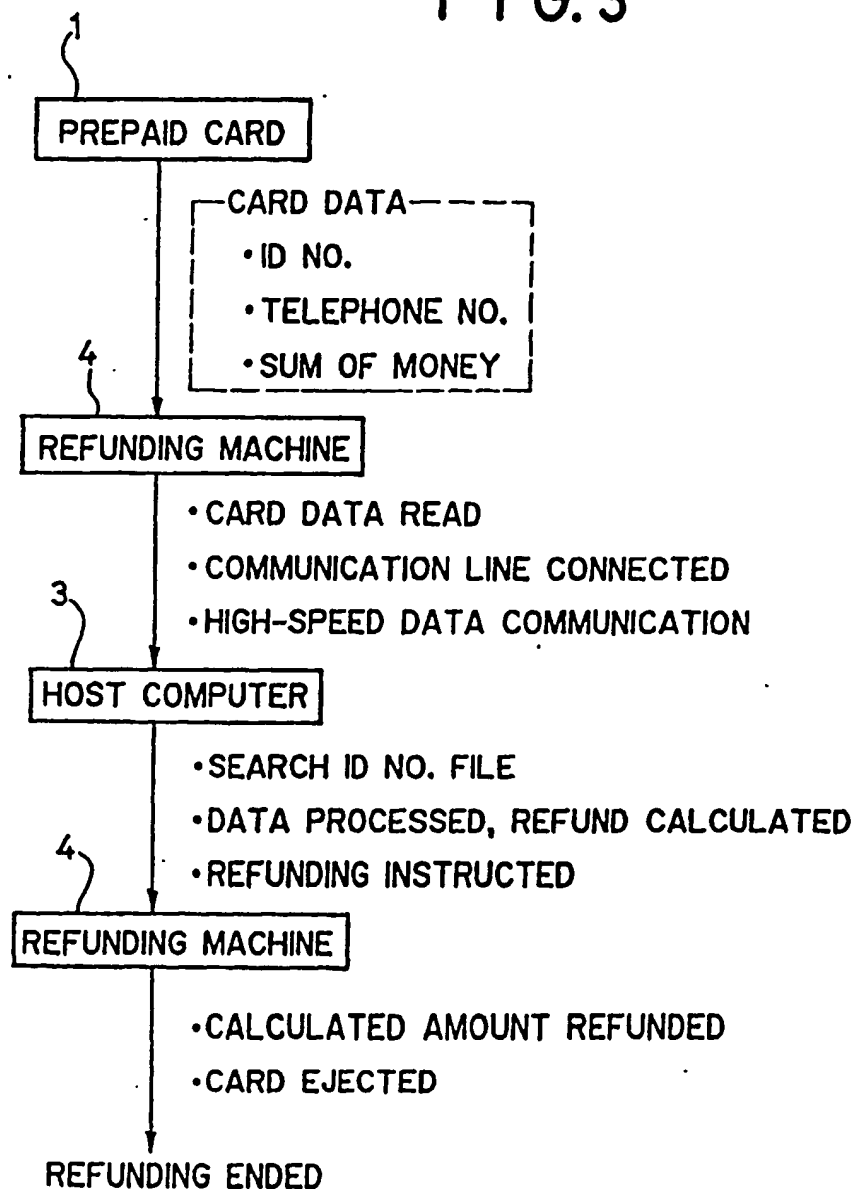 FIG. 3
1
PREPAID CARD
CARD DATA
•ID NO.
•TELEPHONE NO.
•SUM OF MONEY
4
REFUNDING MACHINE
•CARD DATA READ
•COMMUNICATION LINE CONNECTED
•HIGH-SPEED DATA COMMUNICATION
3
HOST COMPUTER
•SEARCH ID NO. FILE
•DATA PROCESSED, REFUND CALCULATED
•REFUNDING INSTRUCTED
4
REFUNDING MACHINE
•CALCULATED AMOUNT REFUNDED
•CARD EJECTED
REFUNDING ENDED